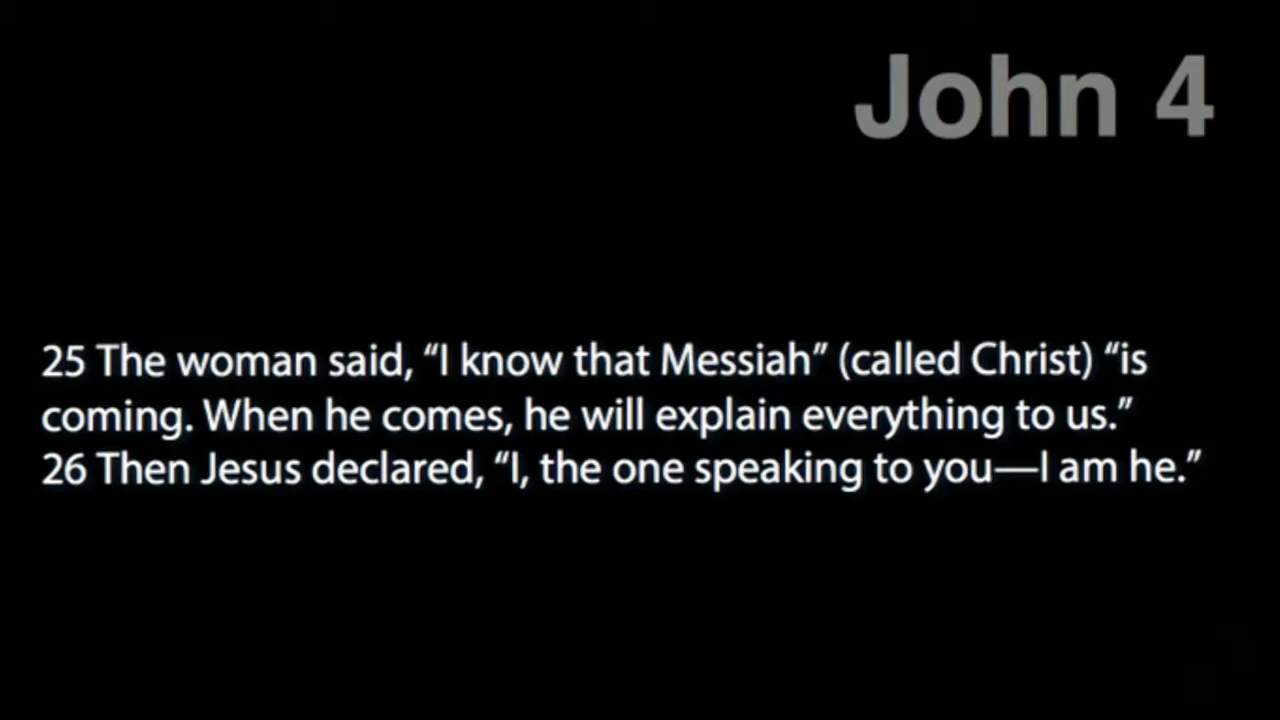 John 4
25 The woman said, “I know that Messiah” (called Christ) “is
coming. When he comes, he will explain everything to us.”
26 Then Jesus declared, “I, the one speaking to you—I am he.”